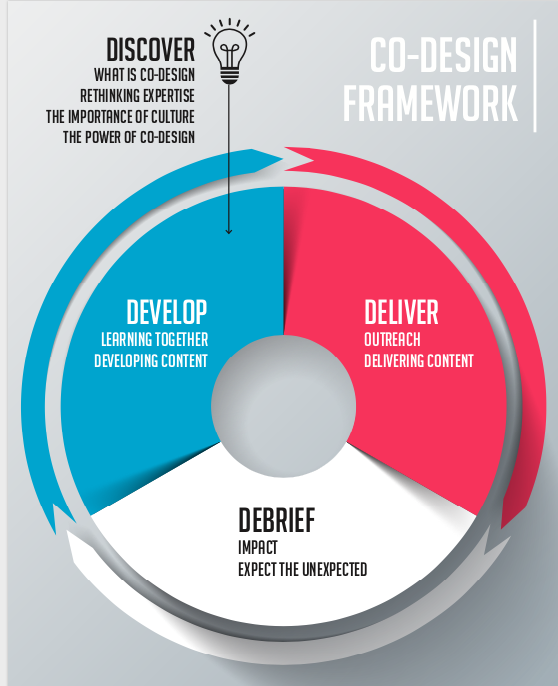 DISCOVER
WHAT IS CO-DESIGN
RETHINKING EXPERTISE
THE IMPORTANCE OF CULTURE
THE POWER OF CO-DESIGN
CO-DESIGN
FRAMEWORK
DEVELOP
LEARNING TOGETHER
DEVELOPING CONTENT
DELIVER
OUTREACH
DELIVERING CONTENT
DEBRIEF
IMPACT
EXPECT THE UNEXPECTED